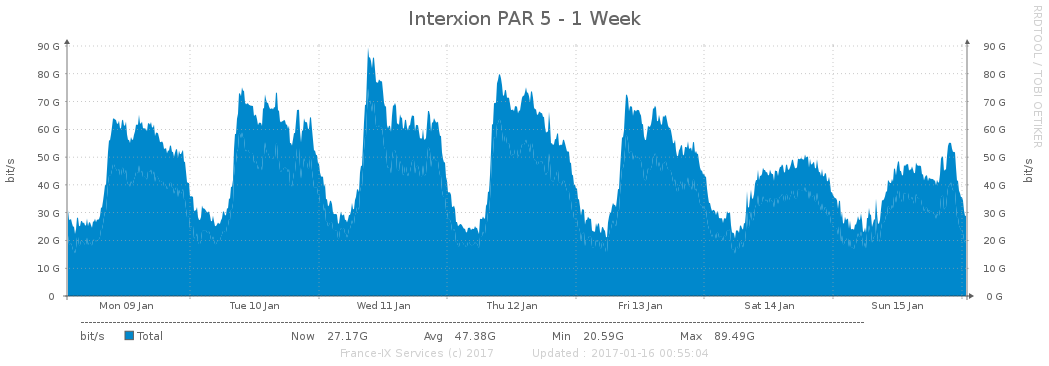 Interxion PAR 5 - 1 Week
RRDTOOL / TOBI OETIKER
90 G 90 G
80 G 80 G
70 G 70 G
60 G 60 G
50 G 50 G
40 G 40 G
30 G 30 G
20 G 20 G
10 G 10 G
0 0 G
bit/s
bit/s
Mon 09 Jan Tue 10 Jan Wed 11 Jan Thu 12 Jan Fri 13 Jan Sat 14 Jan Sun 15 Jan
bit/s Total Now 27.17G Avg 47.38G Min 20.59G Max 89.49G
France-IX Services (c) 2017 Updated : 2017-01-16 00:55:04